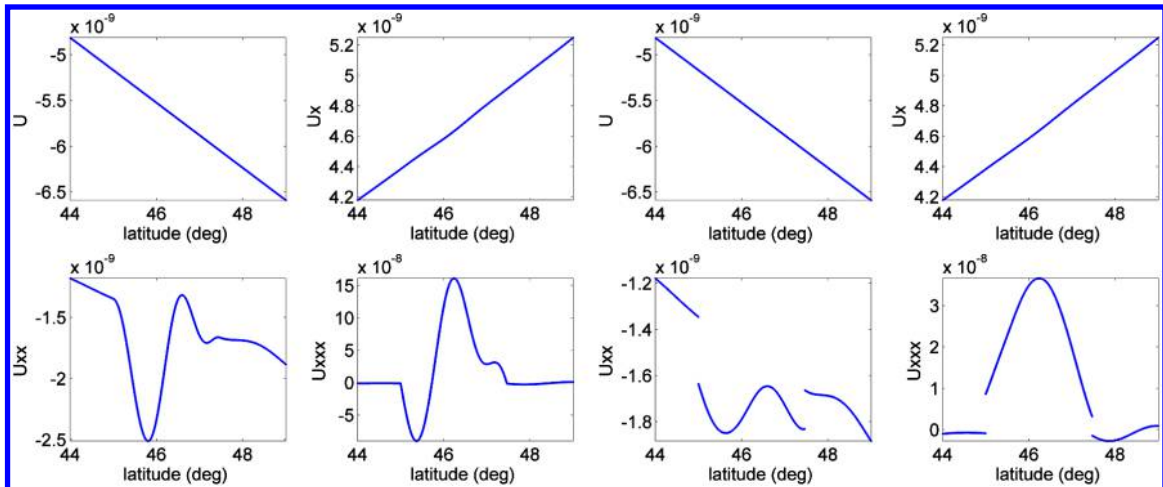 x 10⁻⁹
-5
-5.5
-6
-6.5
U
44 46 48
latitude (deg)
x 10⁻⁹
5.2
5
4.8
4.6
4.4
4.2
Ux
44 46 48
latitude (deg)
x 10⁻⁹
-5
-5.5
-6
-6.5
U
44 46 48
latitude (deg)
x 10⁻⁹
5.2
5
4.8
4.6
4.4
4.2
Ux
44 46 48
latitude (deg)
x 10⁻⁹
-1.5
-2
-2.5
Uxx
44 46 48
latitude (deg)
x 10⁻⁸
15
10
5
0
-5
Uxxx
44 46 48
latitude (deg)
x 10⁻⁹
-1.2
-1.4
-1.6
-1.8
Uxx
44 46 48
latitude (deg)
x 10⁻⁸
3
2
1
0
Uxxx
44 46 48
latitude (deg)